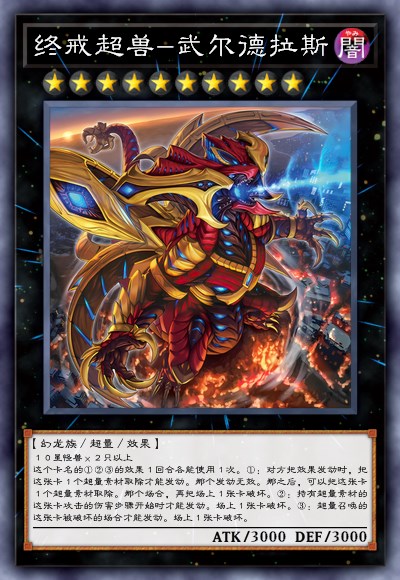 终戒超兽-武尔德拉斯
やみ
闇
【幻龙族／超量／效果】
１０星怪兽×２只以上
这个卡名的①②③的效果１回合各能使用１次。①：对方把效果发动时，把
这张卡１个超量素材取除才能发动。那个发动无效。那之后，可以把这张卡
１个超量素材取除。那个场合，再把场上１张卡破坏。②：持有超量素材的
这张卡攻击的伤害步骤开始时才能发动。场上１张卡破坏。③：超量召唤的
这张卡被破坏的场合才能发动。场上１张卡破坏。
ATK/3000 DEF/3000